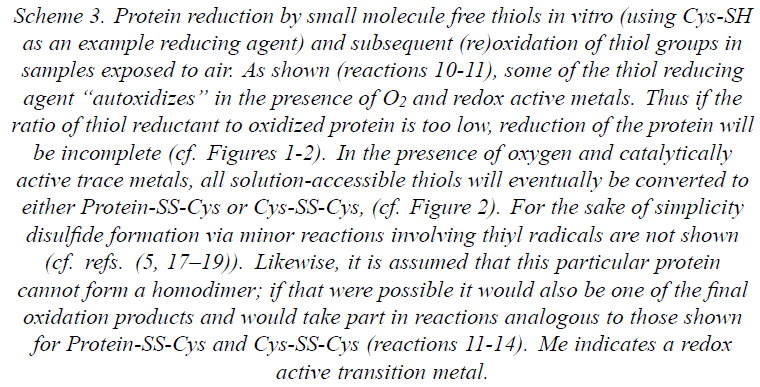 Scheme 3. Protein reduction by small molecule free thiols in vitro (using Cys-SH
as an example reducing agent) and subsequent (re)oxidation of thiol groups in
samples exposed to air. As shown (reactions 10-11), some of the thiol reducing
agent “autoxidizes” in the presence of O2 and redox active metals. Thus if the
ratio of thiol reductant to oxidized protein is too low, reduction of the protein will
be incomplete (cf. Figures 1-2). In the presence of oxygen and catalytically
active trace metals, all solution-accessible thiols will eventually be converted to
either Protein-SS-Cys or Cys-SS-Cys, (cf. Figure 2). For the sake of simplicity
disulfide formation via minor reactions involving thiyl radicals are not shown
(cf. refs. (5, 17–19)). Likewise, it is assumed that this particular protein
cannot form a homodimer; if that were possible it would also be one of the final
oxidation products and would take part in reactions analogous to those shown
for Protein-SS-Cys and Cys-SS-Cys (reactions 11-14). Me indicates a redox
active transition metal.